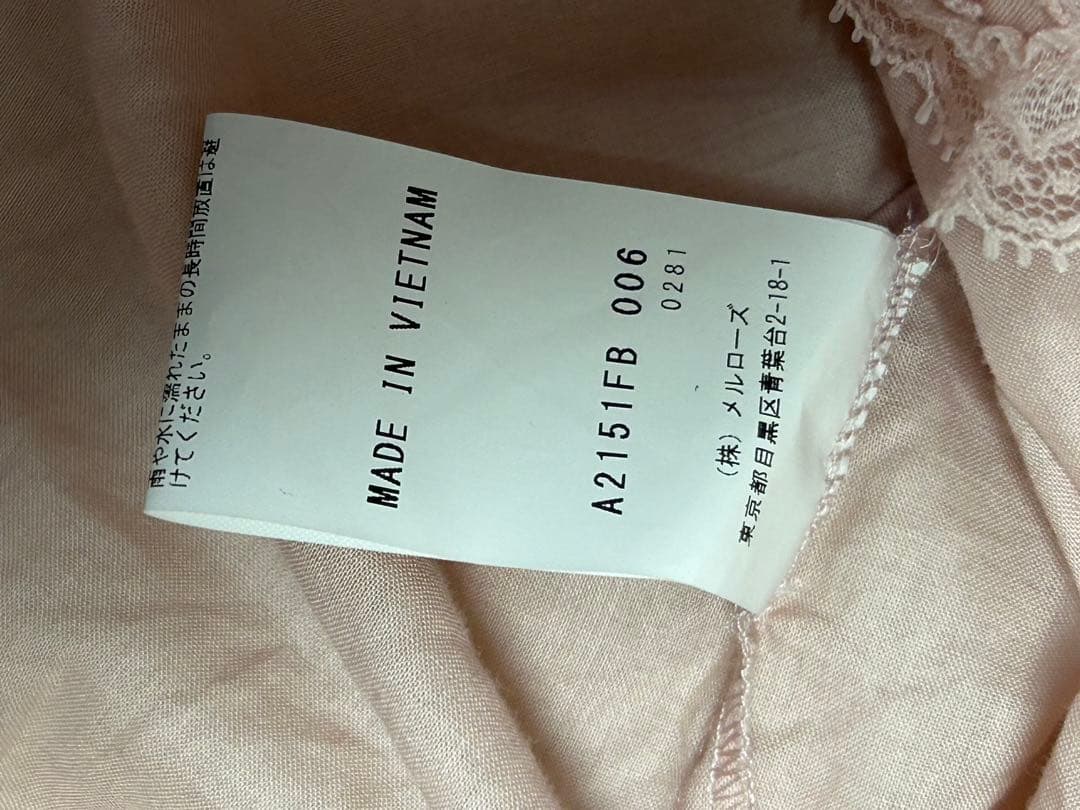 雨や水に濡れたままの長時間放置は避
けてください。
MADE IN VIETNAM
A2151FB 006
0281
(株)メルローズ
東京都目黒区青葉台2-18-1